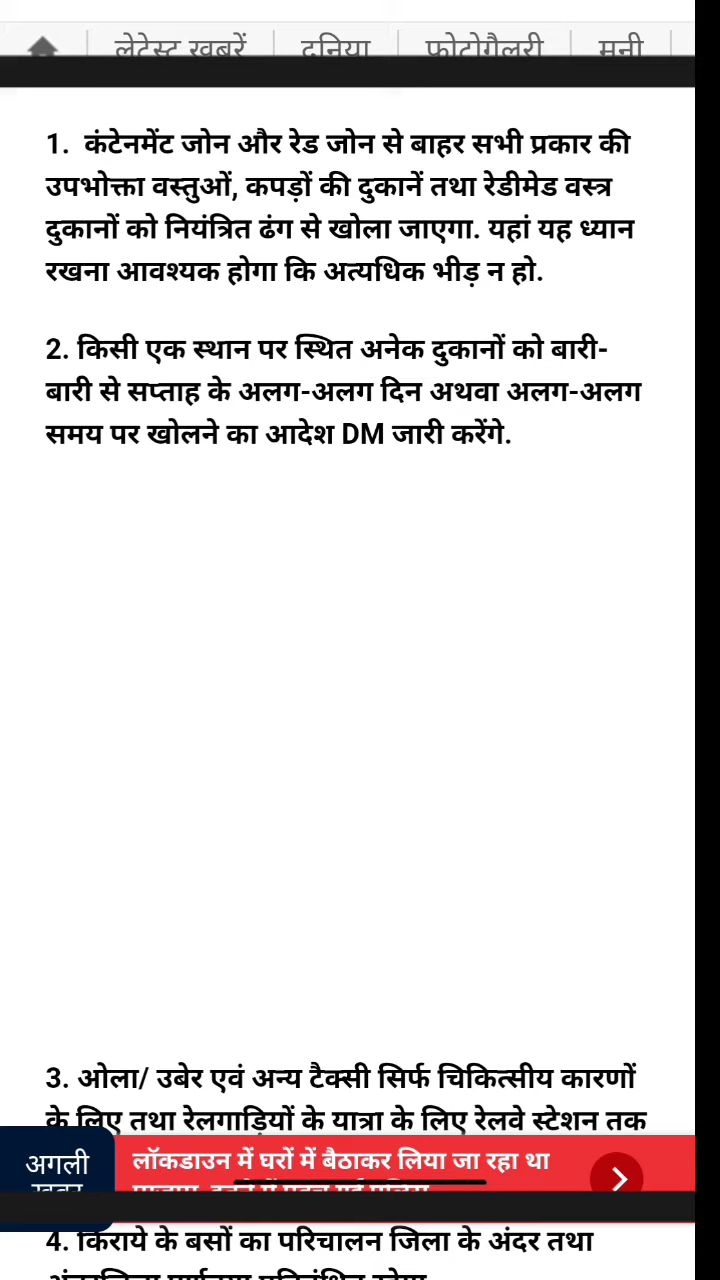 लेटेस्ट खबरें दुनिया फोटोगैलरी मनी
1. कंटेनमेंट जोन और रेड जोन से बाहर सभी प्रकार की
उपभोक्ता वस्तुओं, कपड़ों की दुकानें तथा रेडीमेड वस्त्र
दुकानों को नियंत्रित ढंग से खोला जाएगा. यहां यह ध्यान
रखना आवश्यक होगा कि अत्यधिक भीड़ न हो.
2. किसी एक स्थान पर स्थित अनेक दुकानों को बारी-
बारी से सप्ताह के अलग-अलग दिन अथवा अलग-अलग
समय पर खोलने का आदेश DM जारी करेंगे.
3. ओला/ उबेर एवं अन्य टैक्सी सिर्फ चिकित्सीय कारणों
के लिए तथा रेलगाड़ियों के यात्रा के लिए रेलवे स्टेशन तक
अगली
खबर
लॉकडाउन में घरों में बैठाकर लिया जा रहा था
4. किराये के बसों का परिचालन जिला के अंदर तथा